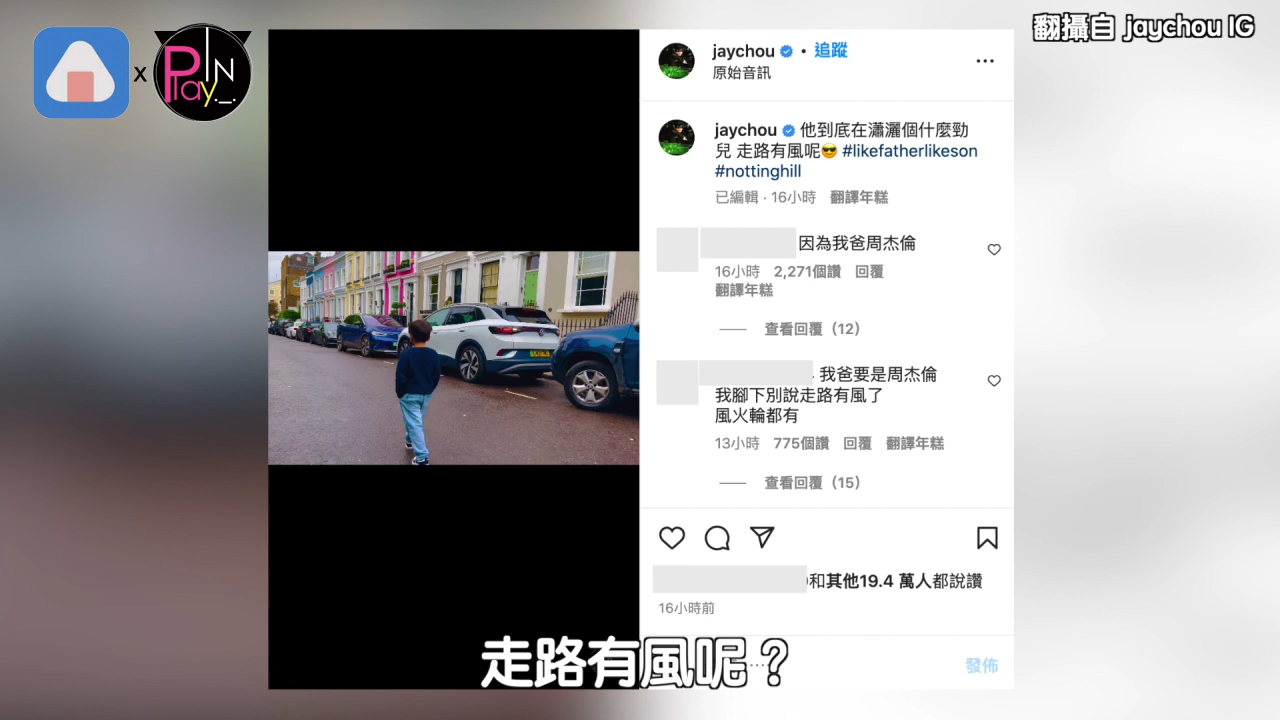 翻攝自 jaychou IG
x
PlayIN._.
jaychou • 追蹤
原始音訊
jaychou 他到底在瀟灑個什麼勁
兒 走路有風呢😎 #likefatherlikeson
#nottinghill
已編輯 · 16小時 翻譯年糕
因為我爸周杰倫
16小時 2,271個讚 回覆
翻譯年糕
查看回覆（12）
我爸要是周杰倫
我腳下別說走路有風了
風火輪都有
13小時 775個讚 回覆 翻譯年糕
查看回覆（15）
和其他19.4 萬人都說讚
16小時前
走路有風呢？
發佈